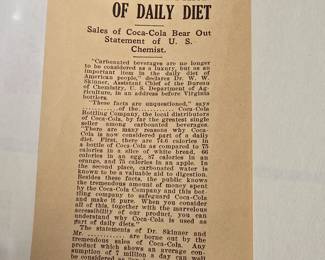 OF DAILY DIET
Sales of Coca-Cola Bear Out
Statement of U. S.
Chemist.
"Carbonated beverages are no longer
to be considered as a luxury, but as an
important item in the daily diet of
American people," declared Dr. W. W.
Skinner, Assistant Chief of the Bureau
of Chemistry, U. S. Department of Ag-
riculture, in an address before Virginia
bottlers.
"These facts are unquestioned," says
of the Coca-Cola
Bottling Company, the local distributors
of Coca-Cola, by far the greatest single
seller among carbonated beverages.
"There are many reasons why Coca-
Cola is now considered part of a daily
diet. First, there are 74.6 calories in
a bottle of Coca-Cola as compared to 75
calories in a slice of white bread, 66
calories in an egg, 87 calories in an
orange, and 75 calories in an apple. In
the second place, carbonated water is
known to be a valuable aid to digestion.
Besides these facts, the public knows
the tremendous amount of money spent
by the Coca-Cola Company and this bot-
tling company to safeguard Coca-Cola
and make it pure. When you consider
all of this, together with the marvelous
accessibility of our product, you can
understand why Coca-Cola is used as
part of daily diets."
The statements of Dr. Skinner and
Mr. are borne out by the
tremendous sales of Coca-Cola. Any
product which shows an average con-
sumption of 7 million a day can well